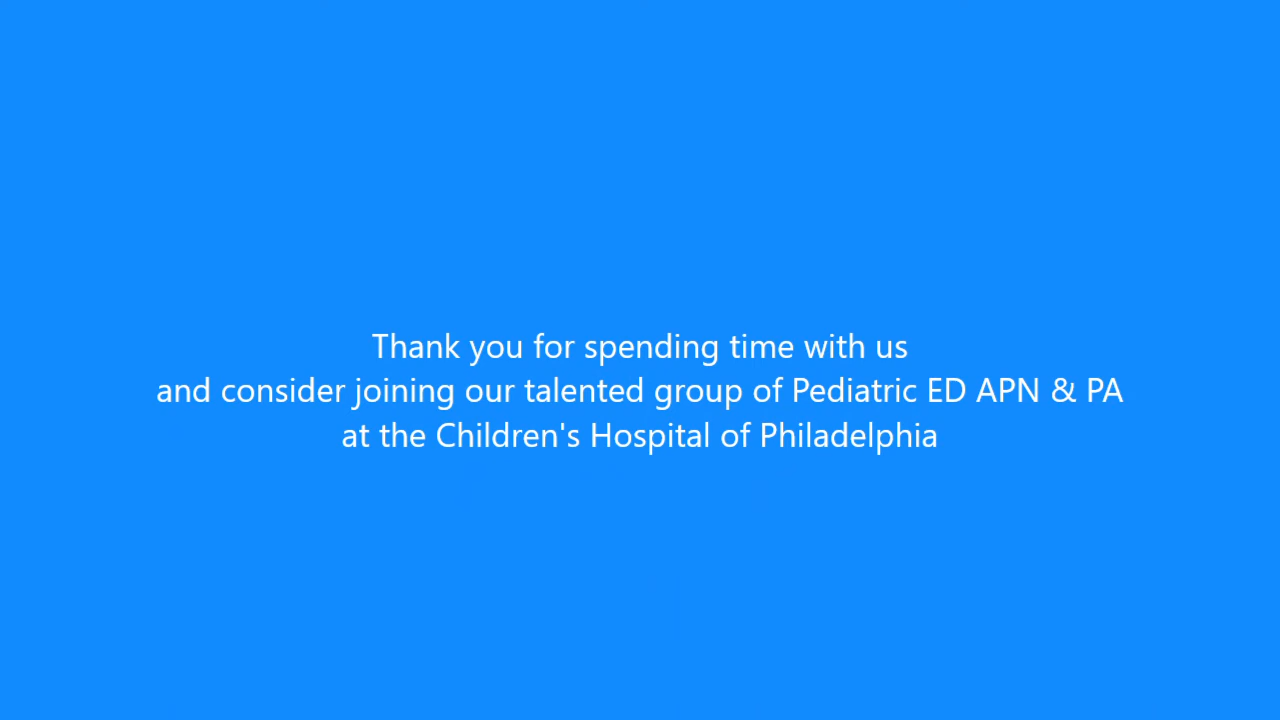 Thank you for spending time with us
and consider joining our talented group of Pediatric ED APN & PA
at the Children's Hospital of Philadelphia